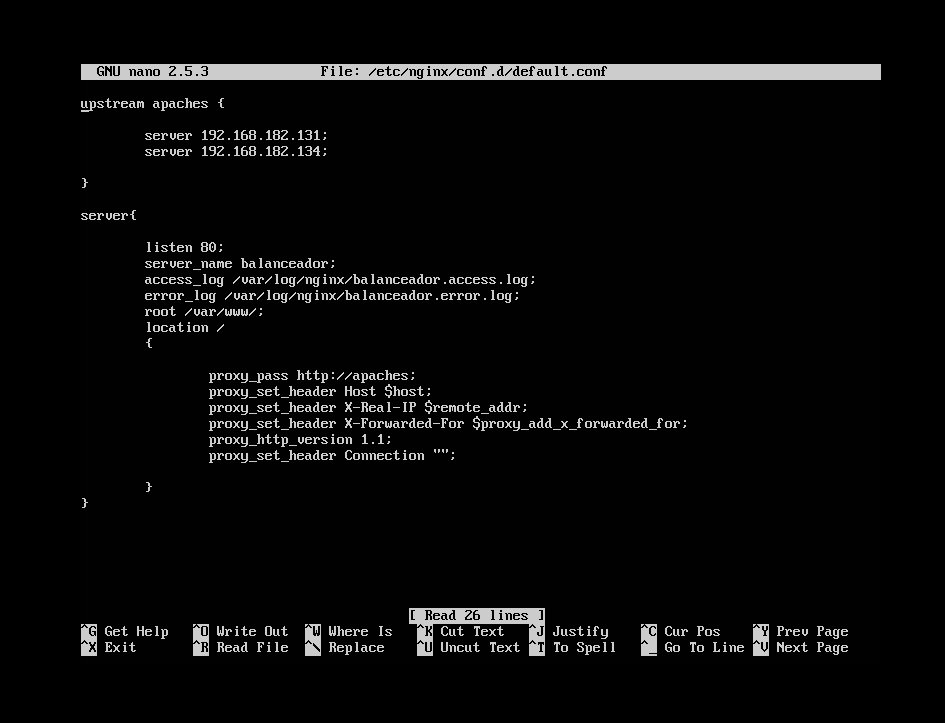 GNU nano 2.5.3 File: /etc/nginx/conf.d/default.conf
upstream apaches {
server 192.168.182.131;
server 192.168.182.134;
}
server{
listen 80;
server_name balanceador;
access_log /var/log/nginx/balanceador.access.log;
error_log /var/log/nginx/balanceador.error.log;
root /var/www/;
location /
{
proxy_pass http://apaches;
proxy_set_header Host $host;
proxy_set_header X-Real-IP $remote_addr;
proxy_set_header X-Forwarded-For $proxy_add_x_forwarded_for;
proxy_http_version 1.1;
proxy_set_header Connection "";
}
}
[ Read 26 lines ]
^G Get Help ^O Write Out ^W Where Is ^K Cut Text ^J Justify ^C Cur Pos ^Y Prev Page
^X Exit ^R Read File ^\ Replace ^U Uncut Text ^T To Spell ^_ Go To Line ^V Next Page